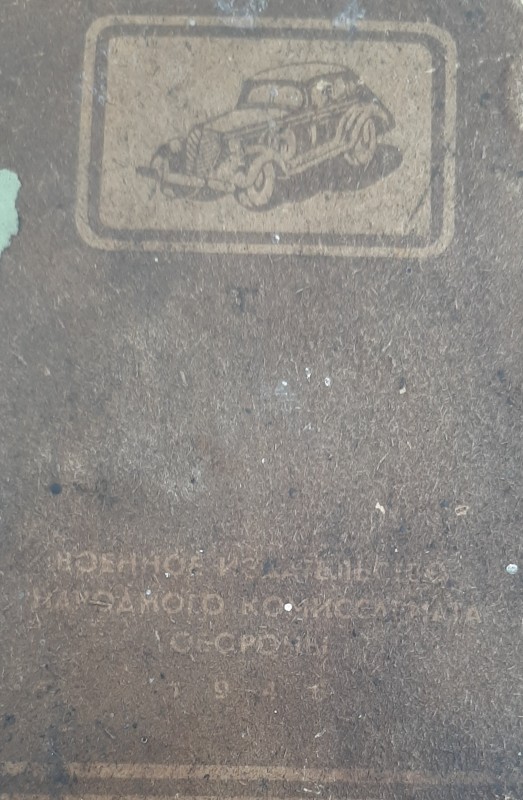 ВОЕННОЕ ИЗДАТЕЛЬСТВО
НАРОДНОГО КОМИССАРИАТА
ОБОРОНЫ